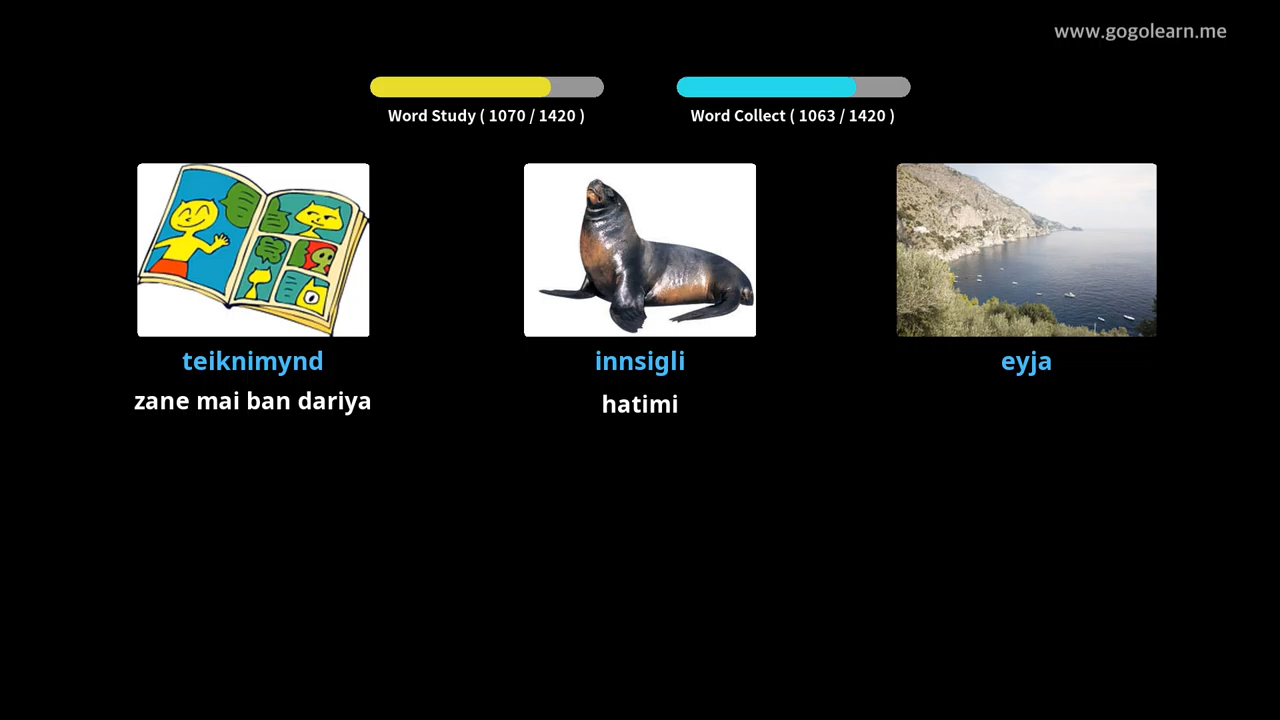 www.gogolearn.me
Word Study ( 1070 / 1420 )
Word Collect ( 1063 / 1420 )
teiknimynd
innsigli
eyja
zane mai ban dariya
hatimi